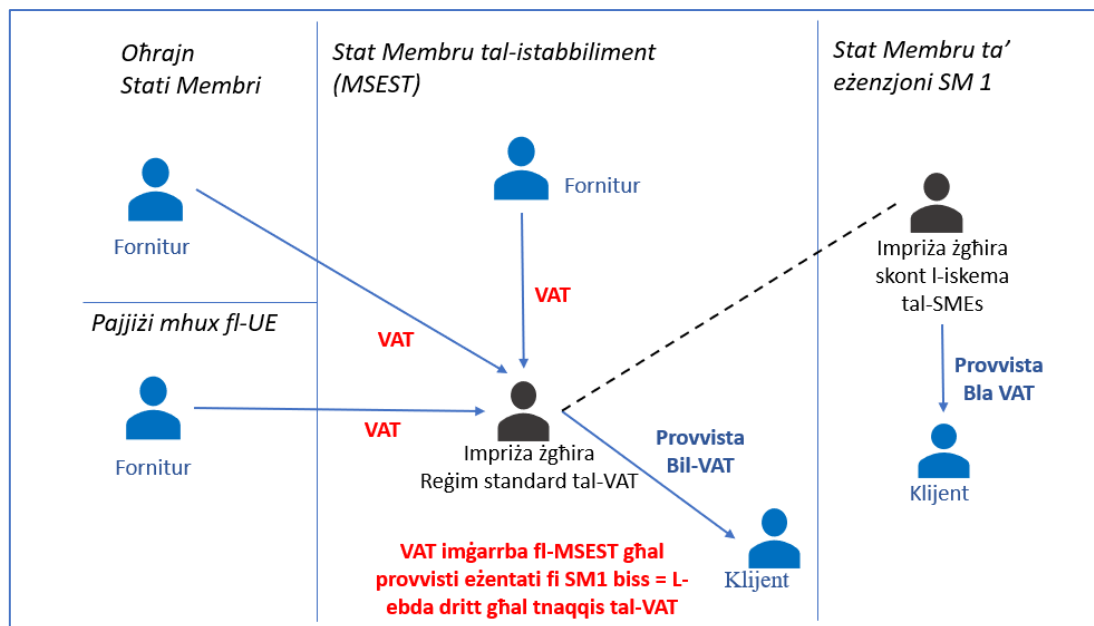 Oħrajn
Stati Membri
Stat Membru tal-istabbiliment
(MSEST)
Stat Membru ta'
eżenzjoni SM 1
Fornitur
Fornitur
Impriża żgħira
skont l-iskema
tal-SMEs
VAT
Pajjiżi mhux fl-UE
VAT
VAT
Provvista
Bla VAT
Fornitur
Impriża żgħira
Reġim standard tal-VAT
Provvista
Bil-VAT
Klijent
VAT imġarrba fl-MSEST għal
provvisti eżentati fi SM1 biss = L-
ebda dritt għal tnaqqis tal-VAT
Klijent